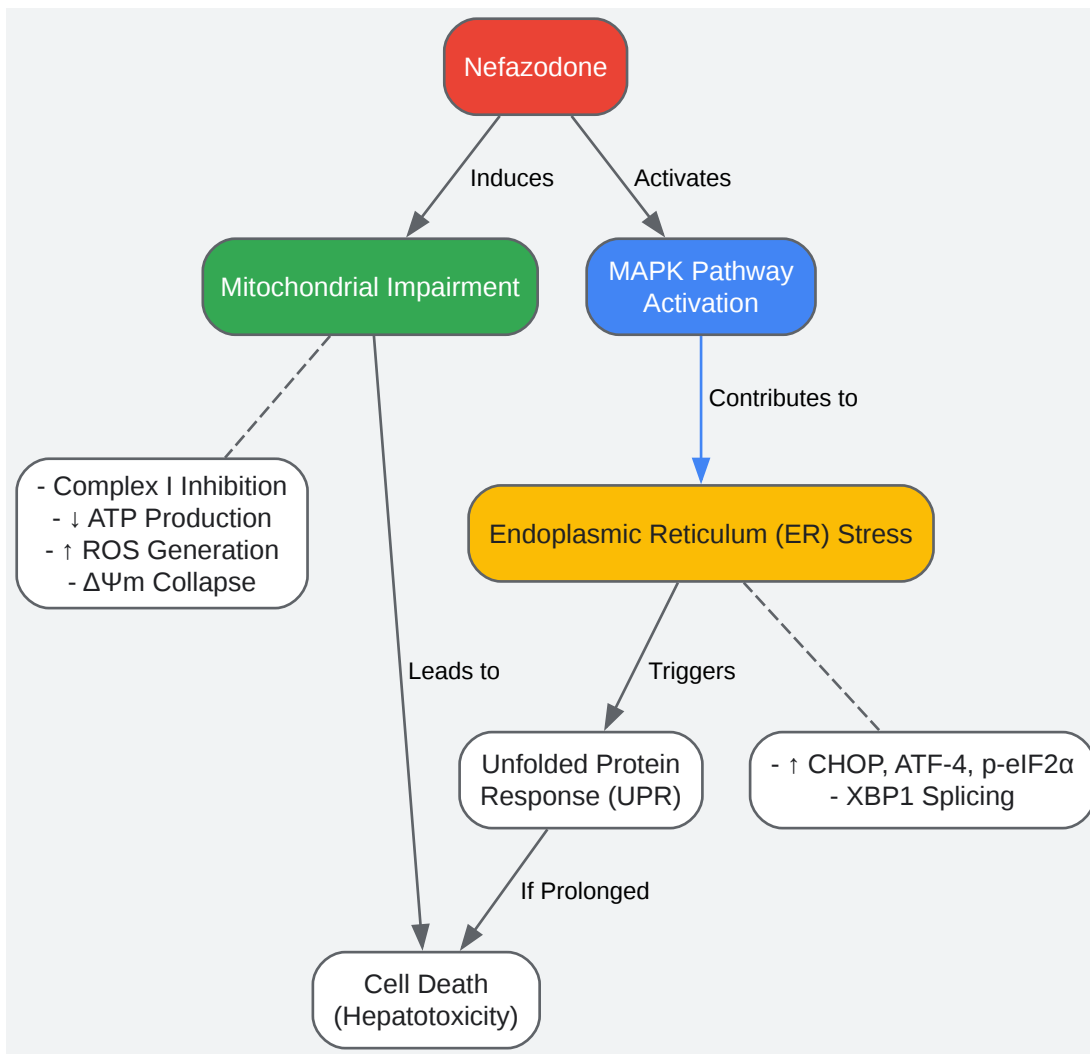 Nefazodone
Induces
Activates
Mitochondrial Impairment
MAPK Pathway
Activation
Contributes to
- Complex I Inhibition
- ↓ ATP Production
- ↑ ROS Generation
- ΔΨm Collapse
Endoplasmic Reticulum (ER) Stress
Leads to
Triggers
Unfolded Protein
Response (UPR)
- ↑ CHOP, ATF-4, p-eIF2α
- XBP1 Splicing
If Prolonged
Cell Death
(Hepatotoxicity)